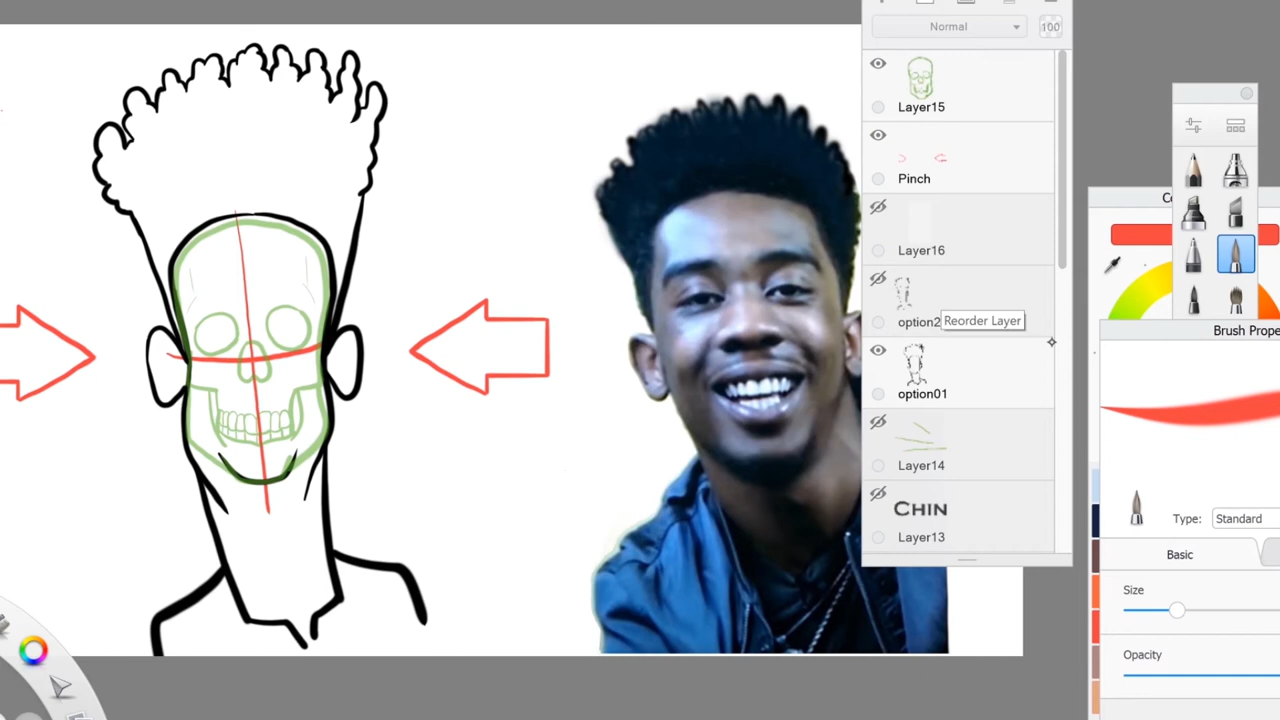 Normal
100
Layer15
Pinch
Layer16
option2
Reorder Layer
option01
Layer14
CHIN
Layer13
Co
Brush Prope
Type: Standard
Basic
Size
Opacity